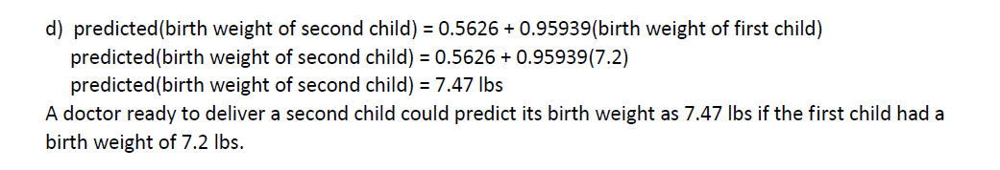 d) predicted(birth weight of second child) = 0.5626 + 0.95939(birth weight of first child)
predicted(birth weight of second child) = 0.5626 + 0.95939(7.2)
predicted(birth weight of second child) = 7.47 lbs
A doctor ready to deliver a second child could predict its birth weight as 7.47 lbs if the first child had a
birth weight of 7.2 lbs.